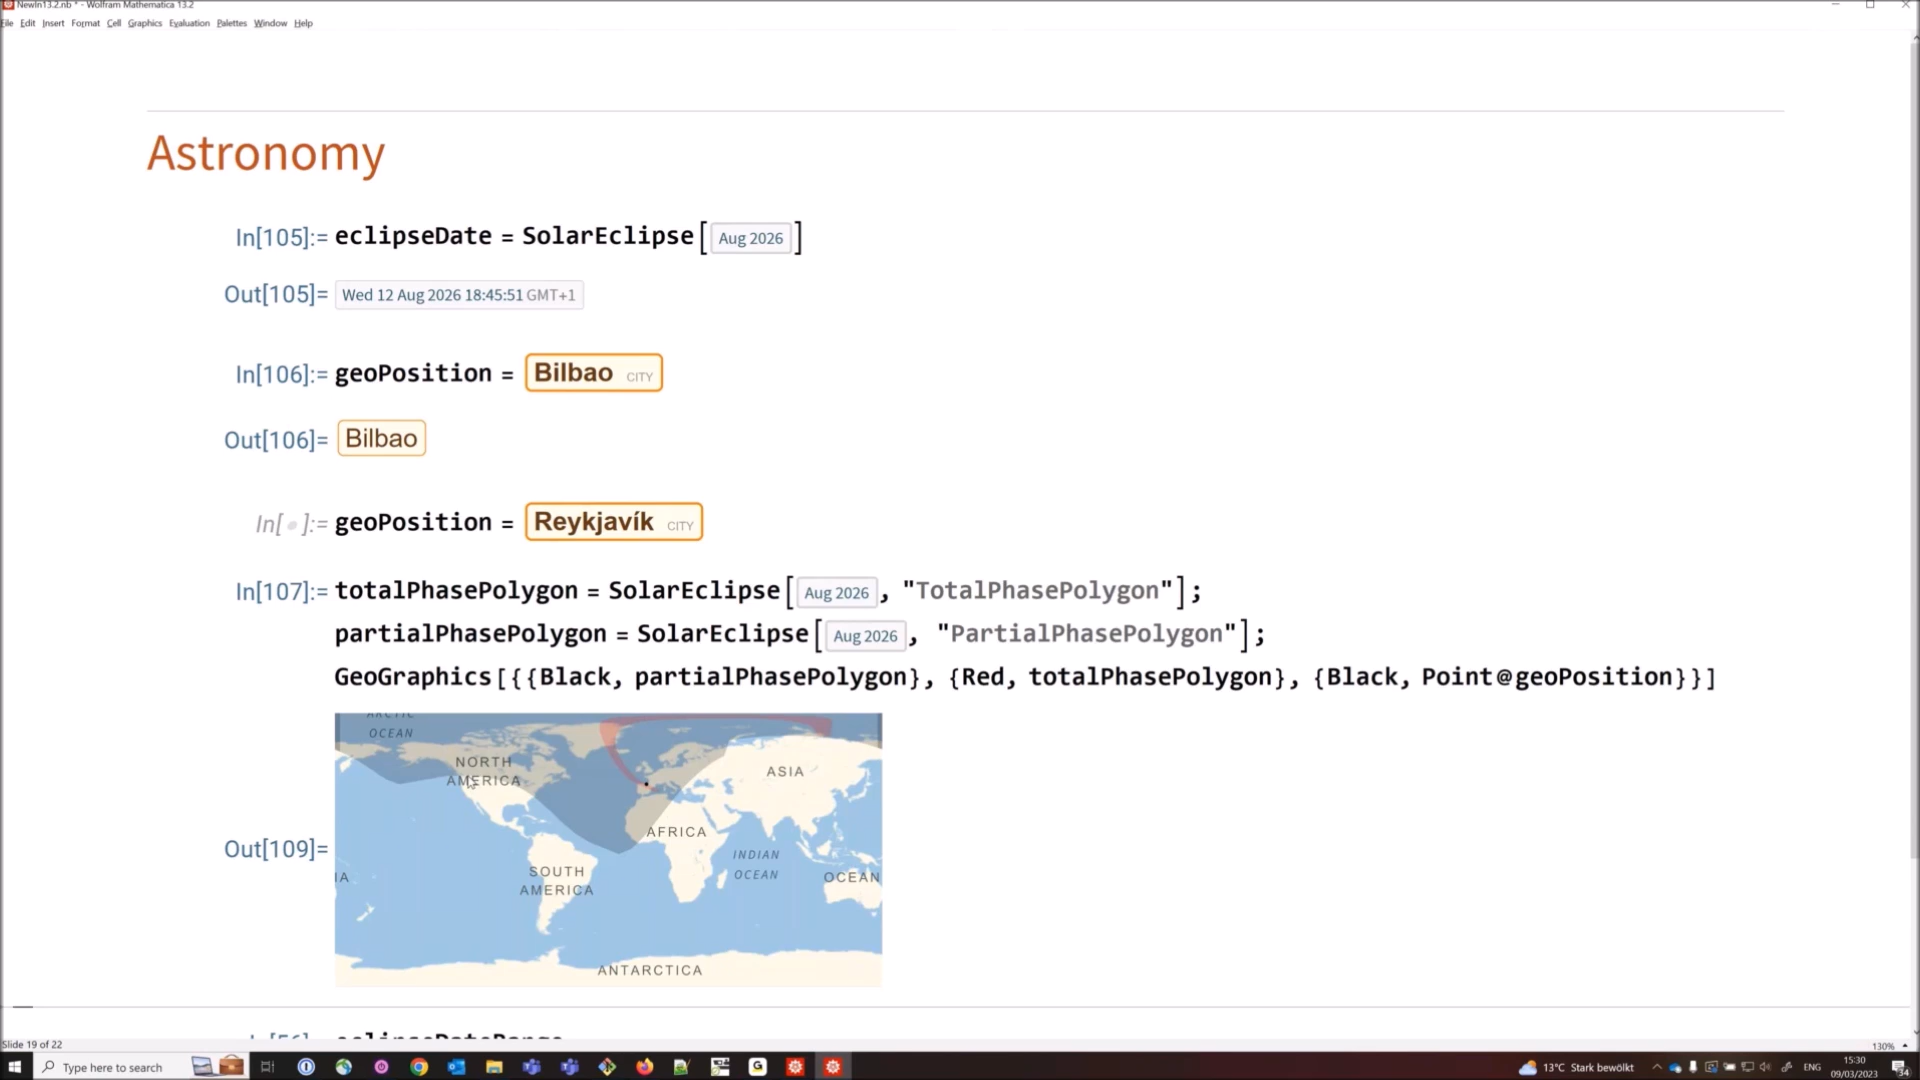 NewIn13.2.nb * - Wolfram Mathematica 13.2
File Edit Insert Format Cell Graphics Evaluation Palettes Window Help
Astronomy
In[105]:= eclipseDate = SolarEclipse[ Aug 2026 ]
Out[105]= Wed 12 Aug 2026 18:45:51 GMT+1
In[106]:= geoPosition = Bilbao CITY
Out[106]= Bilbao
In[ ]:= geoPosition = Reykjavík CITY
In[107]:= totalPhasePolygon = SolarEclipse[ Aug 2026 , "TotalPhasePolygon"];
partialPhasePolygon = SolarEclipse[ Aug 2026 , "PartialPhasePolygon"];
GeoGraphics[{{Black, partialPhasePolygon}, {Red, totalPhasePolygon}, {Black, Point@geoPosition}}]
Out[109]=
ARCTIC
OCEAN
NORTH
AMERICA
ASIA
AFRICA
INDIAN
OCEAN
SOUTH
AMERICA
IA
OCEAN
ANTARCTICA
eclipseDateRange
Slide 19 of 22
130%
Type here to search
13°C Stark bewölkt
ENG
15:30
09/03/2023
34